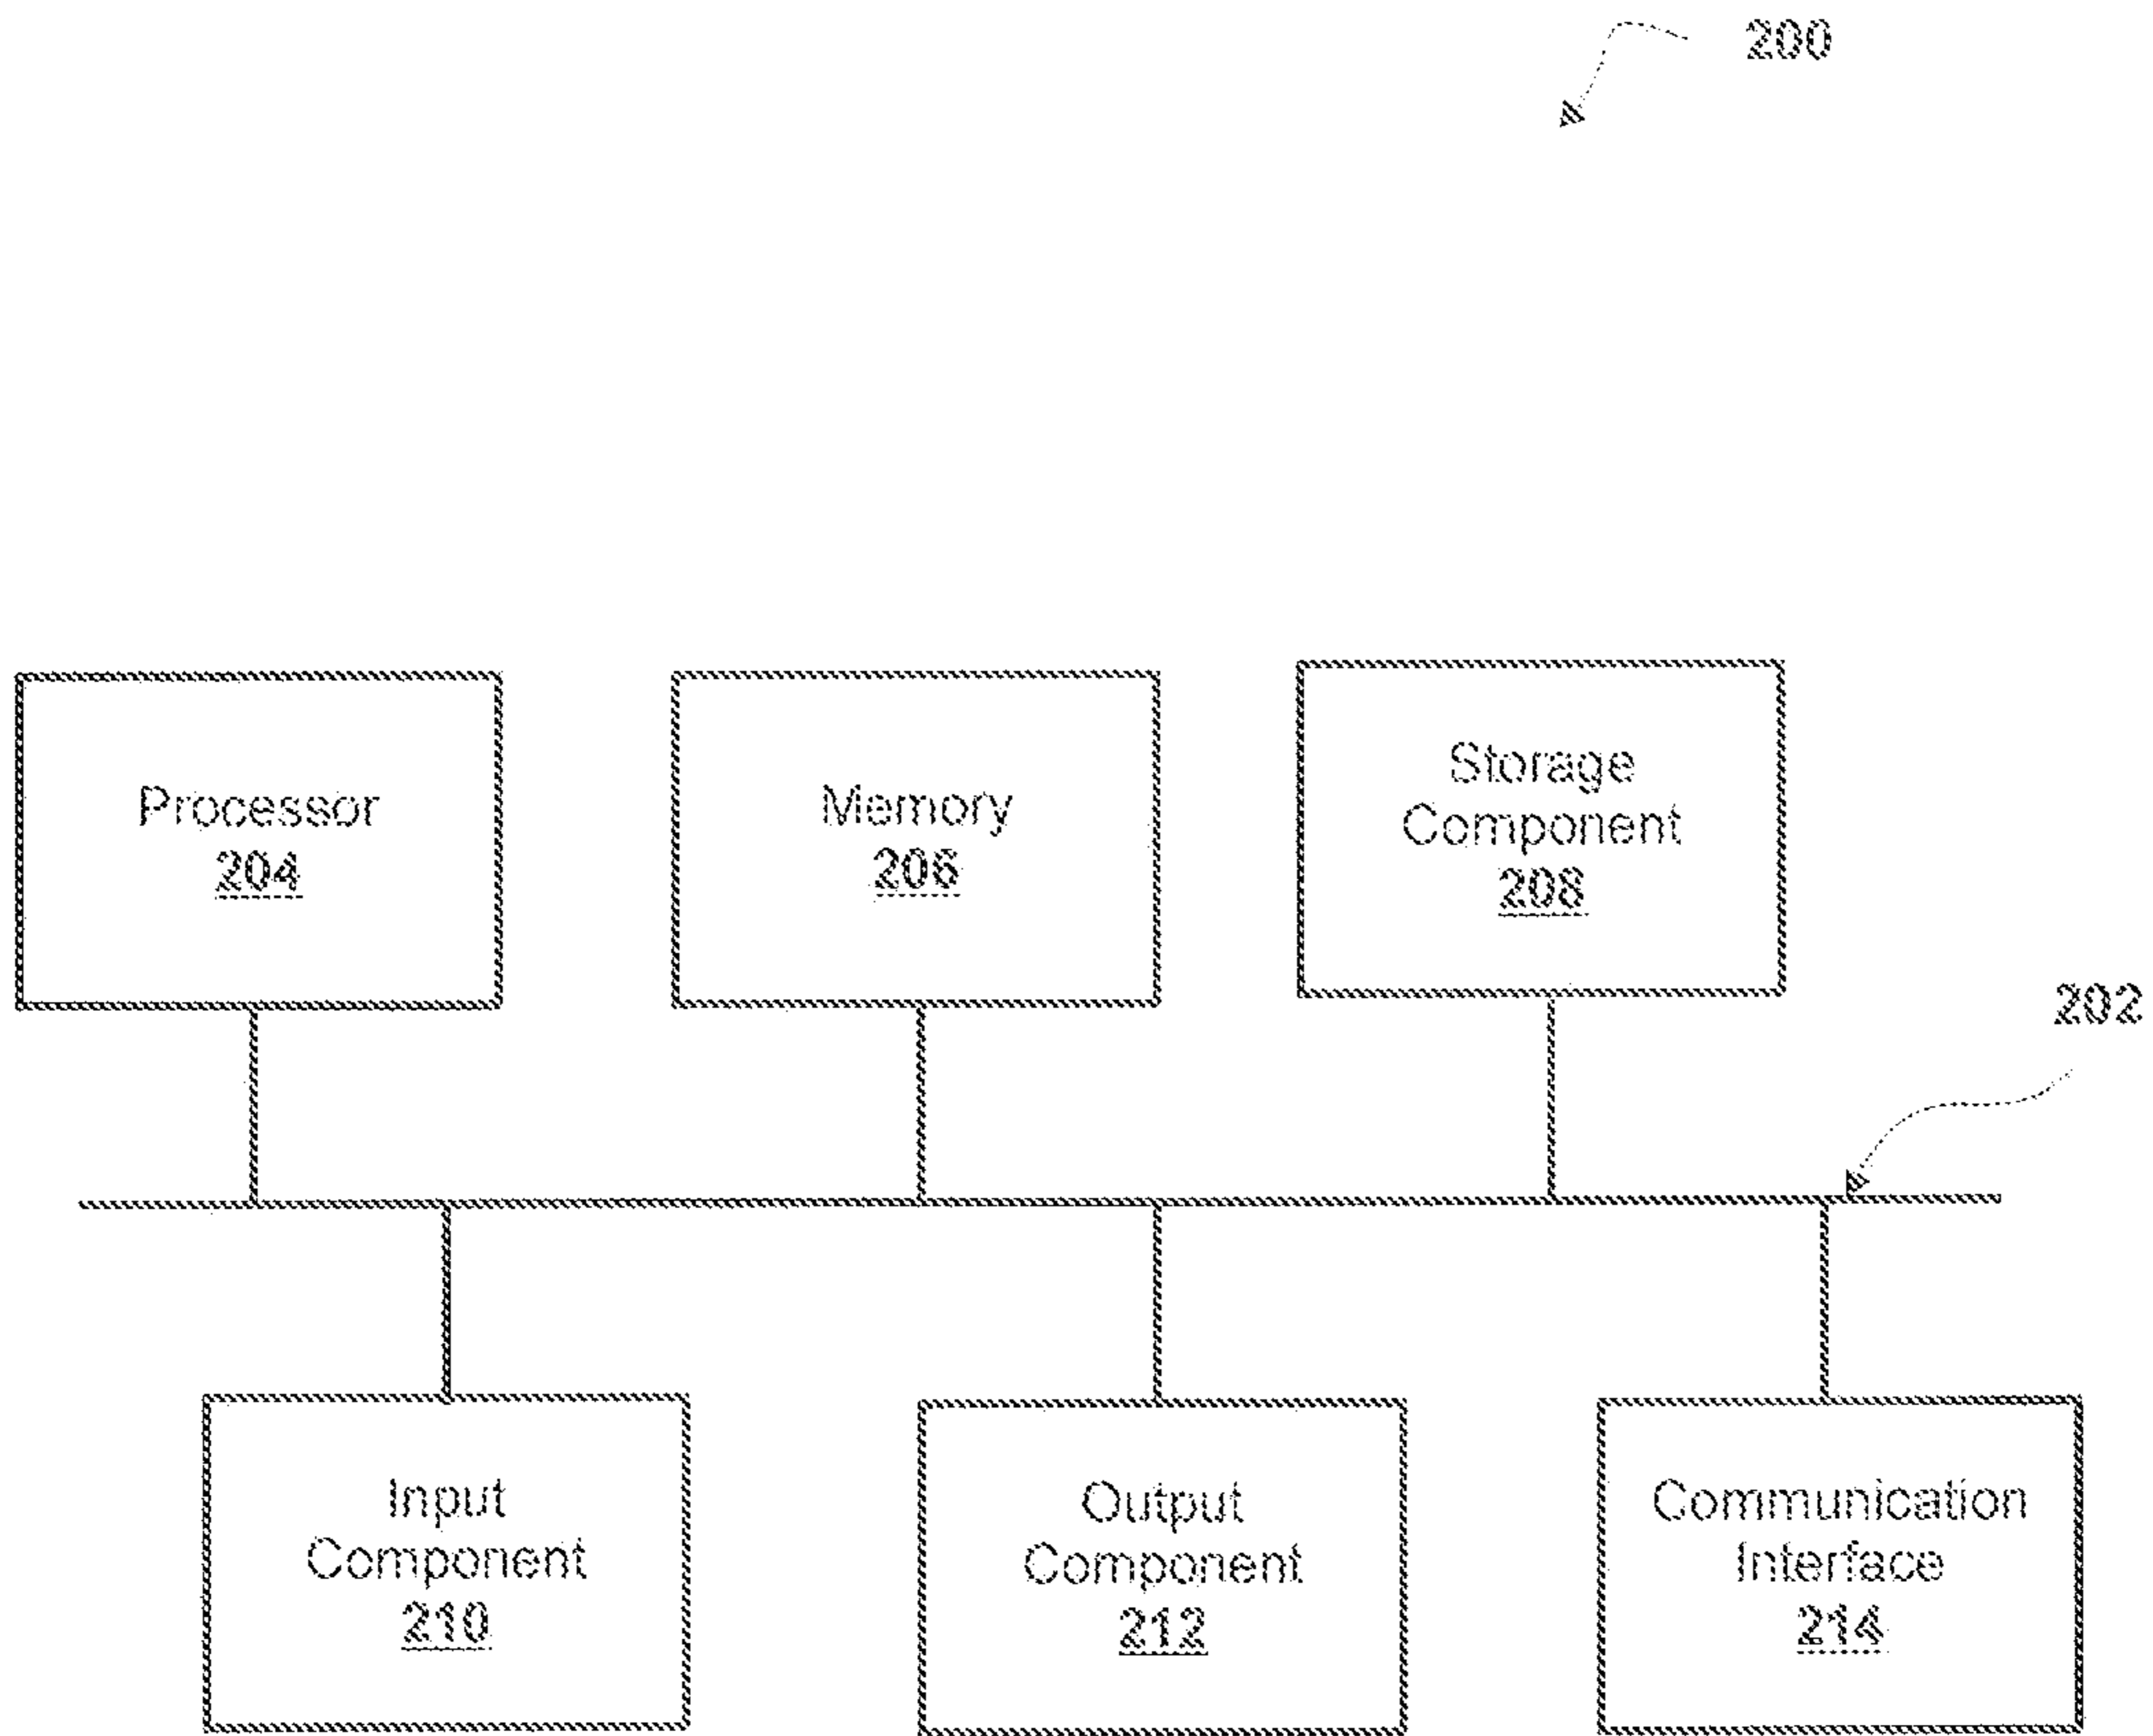 200
Processor
204
Memory
206
Storage
Component
208
202
Input
Component
210
Output
Component
212
Communication
Interface
214